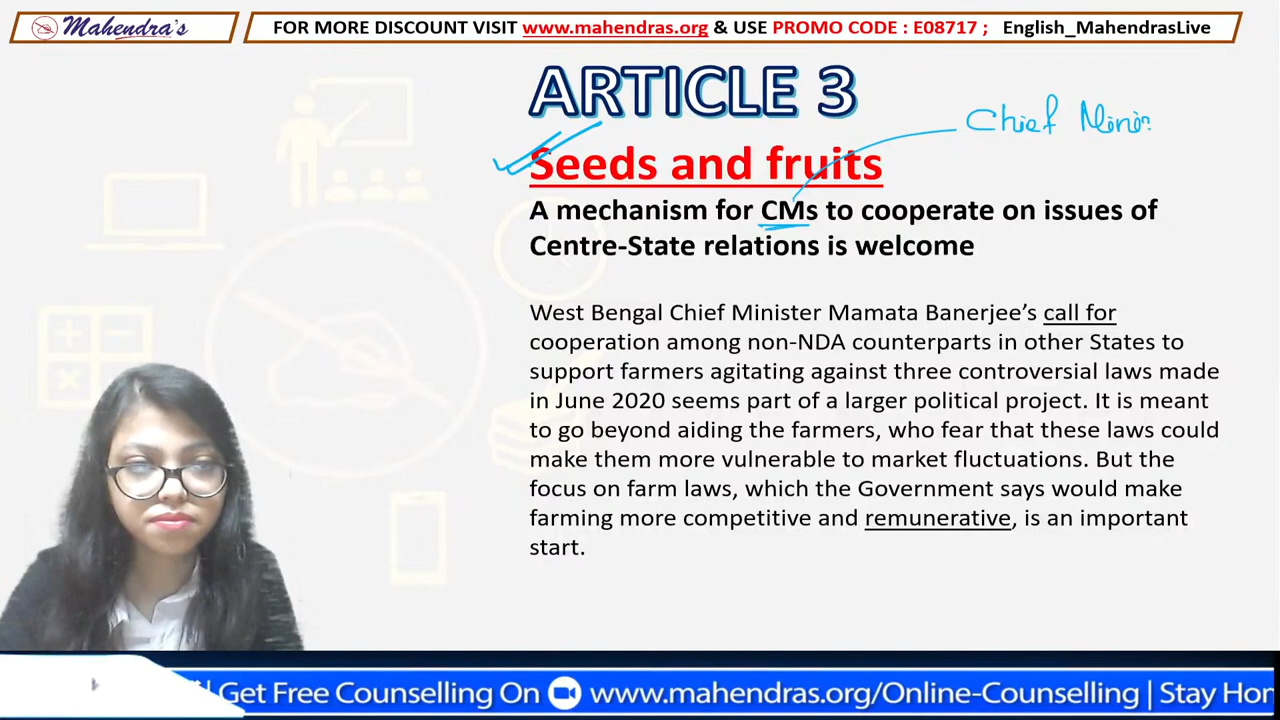 Mahendra's
FOR MORE DISCOUNT VISIT www.mahendras.org & USE PROMO CODE : E08717 ; English_MahendrasLive
ARTICLE 3
Chief Minis
Seeds and fruits
A mechanism for CMs to cooperate on issues of
Centre-State relations is welcome
West Bengal Chief Minister Mamata Banerjee’s call for
cooperation among non-NDA counterparts in other States to
support farmers agitating against three controversial laws made
in June 2020 seems part of a larger political project. It is meant
to go beyond aiding the farmers, who fear that these laws could
make them more vulnerable to market fluctuations. But the
focus on farm laws, which the Government says would make
farming more competitive and remunerative, is an important
start.
| Get Free Counselling On www.mahendras.org/Online-Counselling | Stay Hom